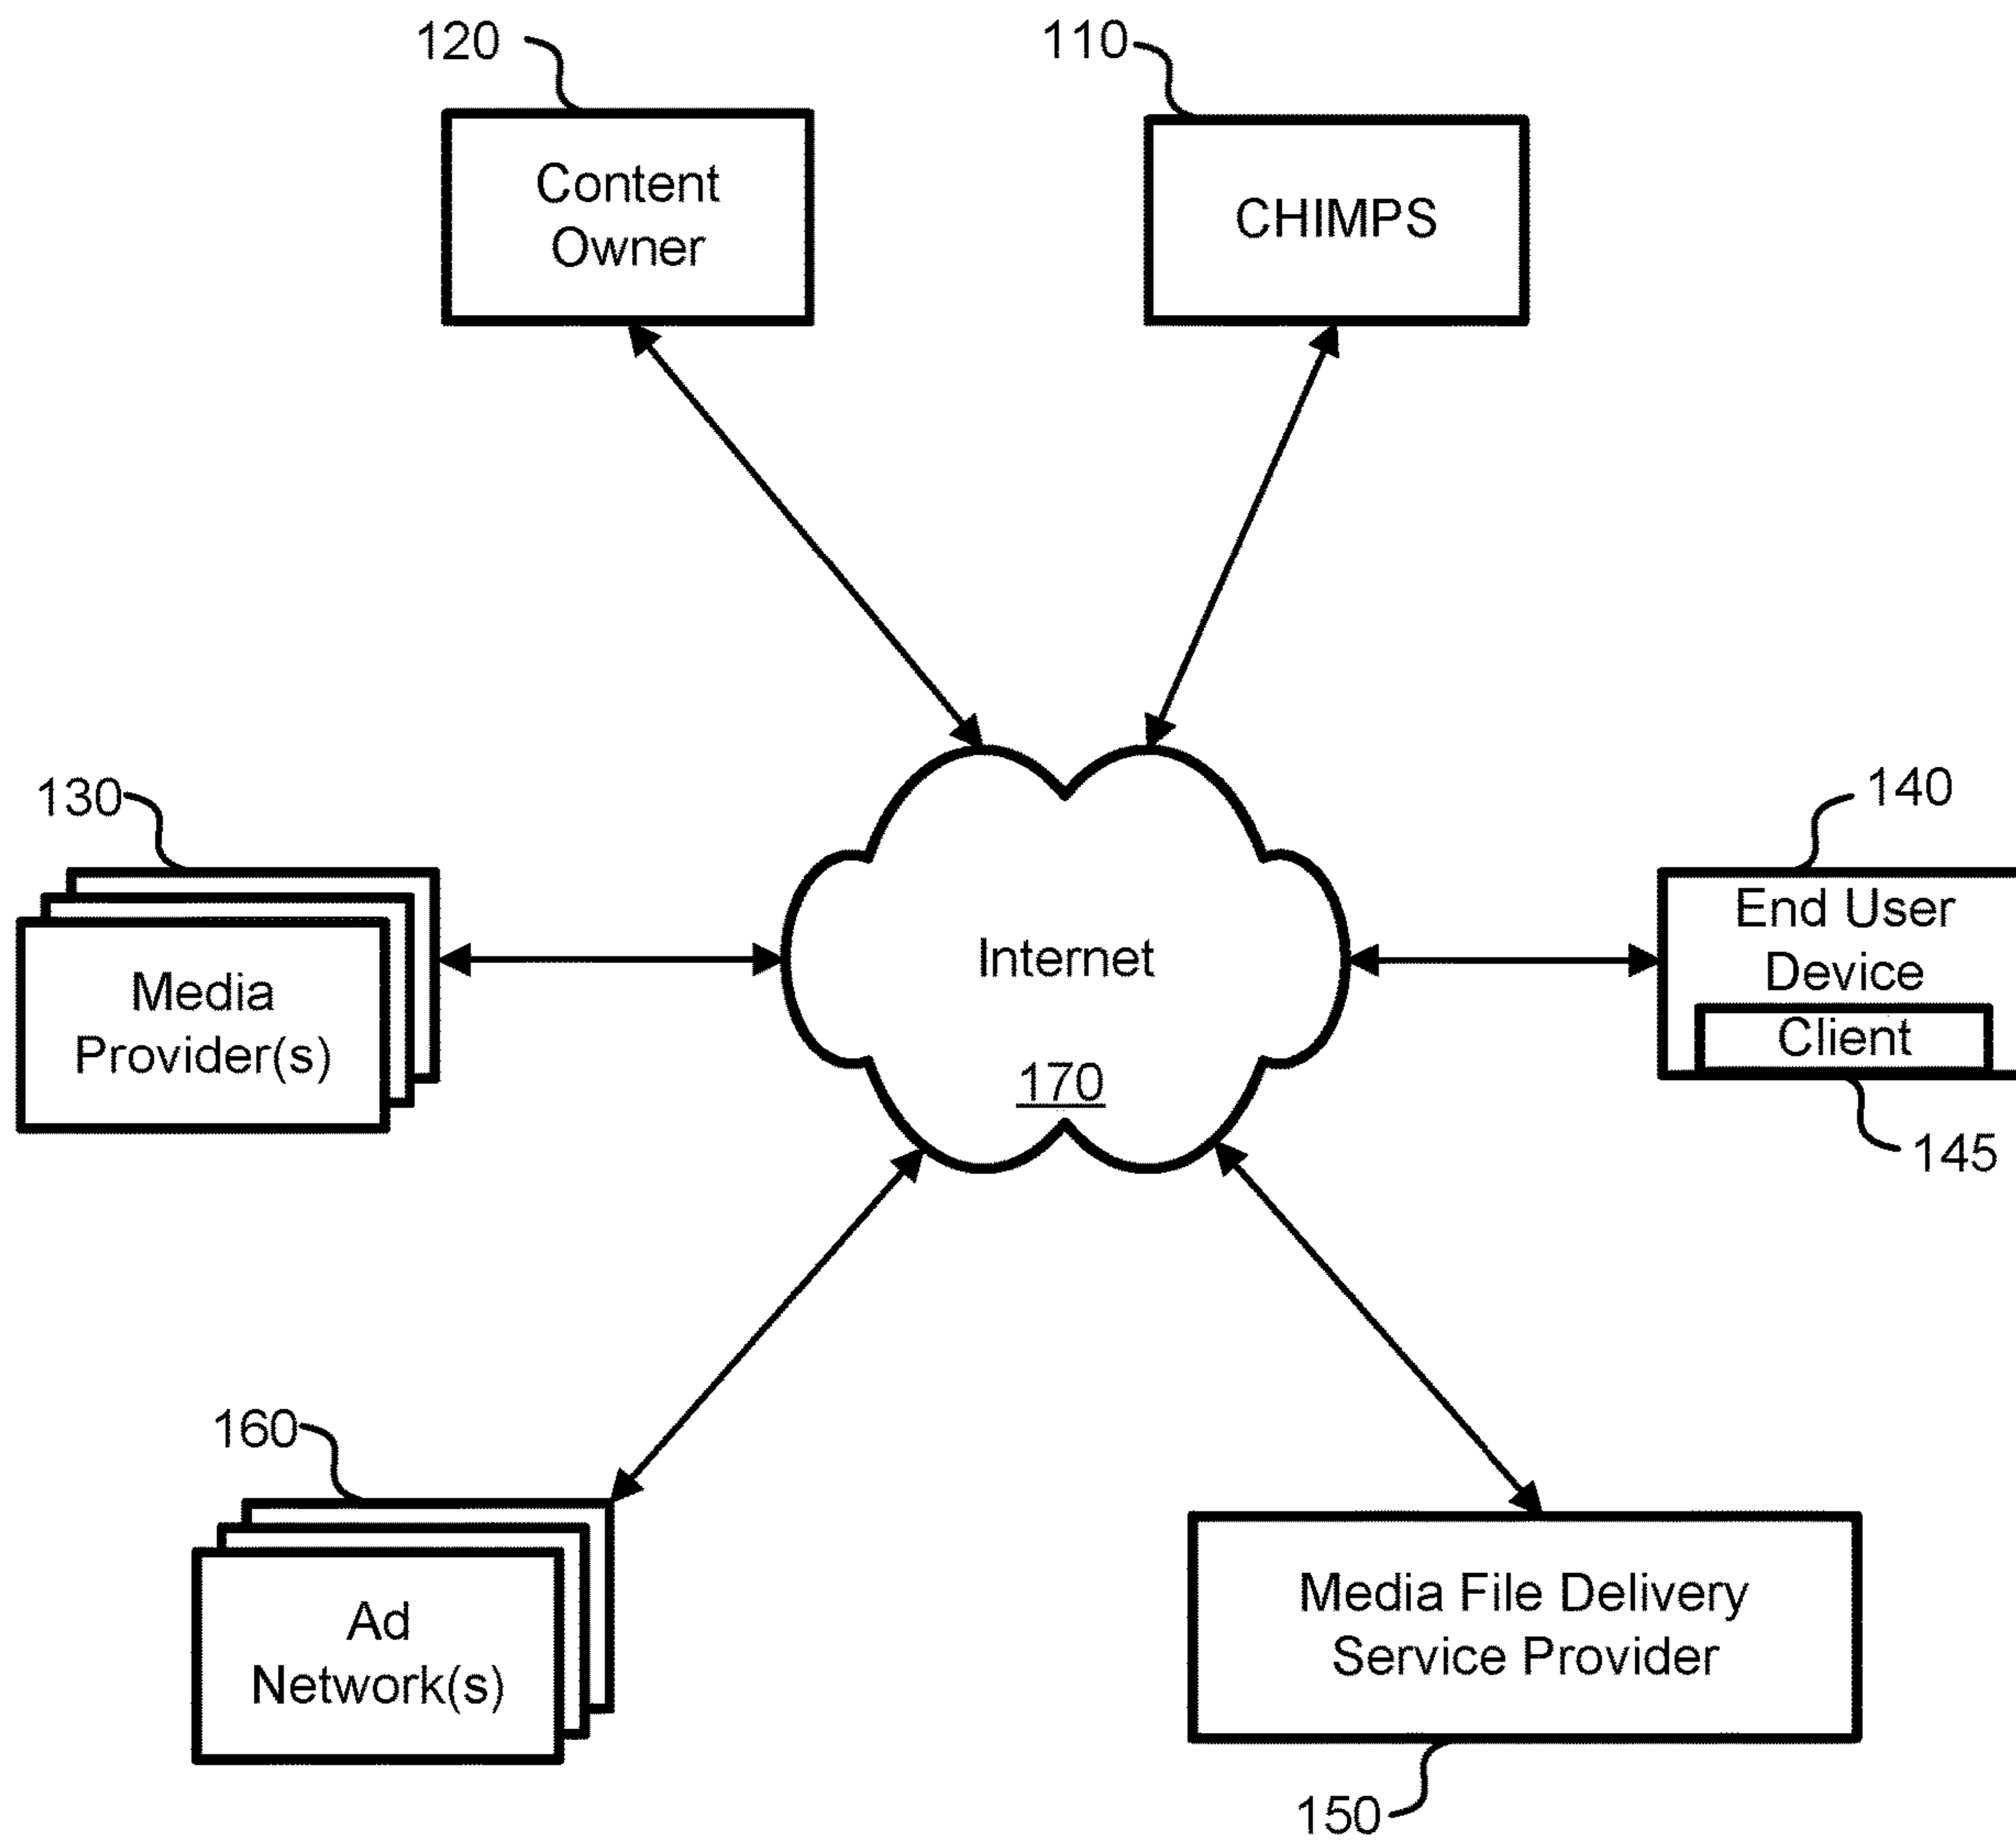 120
110
Content
Owner
CHIMPS
130
140
Media
Provider(s)
Internet
170
End User
Device
Client
145
160
Ad
Network(s)
Media File Delivery
Service Provider
150